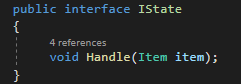 public interface IState
{
4 references
void Handle(Item item);
}